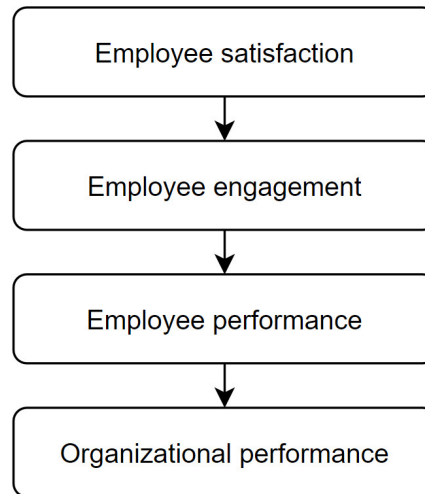 Employee satisfaction
Employee engagement
Employee performance
Organizational performance